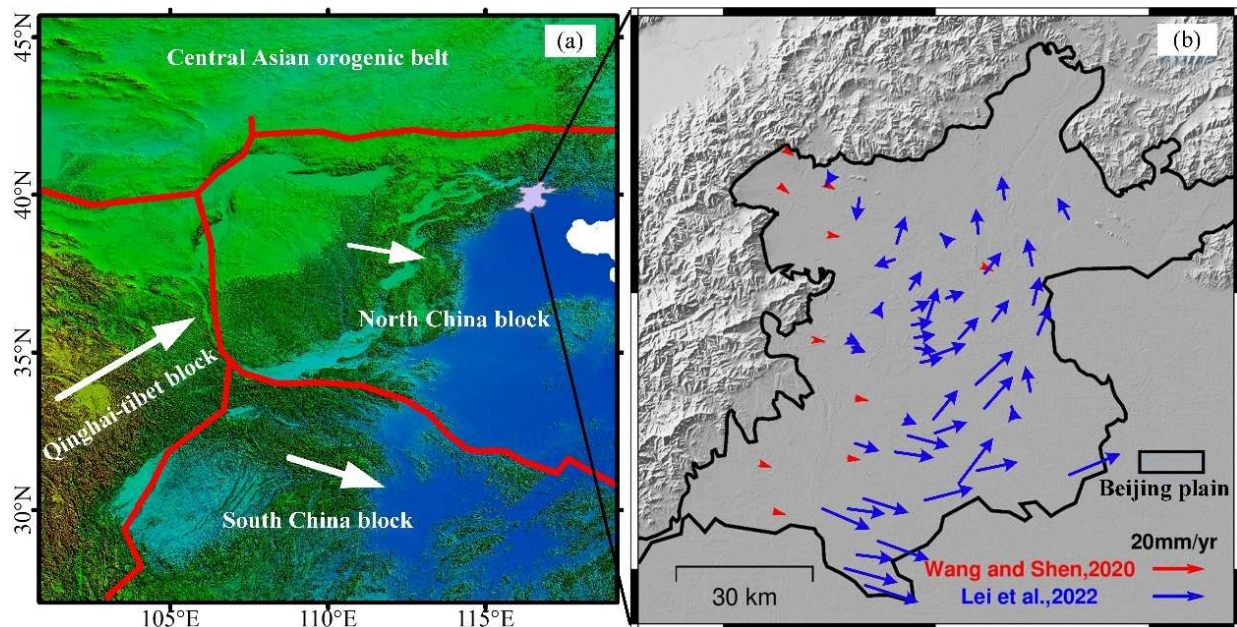 45°N
40°N
35°N
30°N
105°E
110°E
115°E
(a)
Central Asian orogenic belt
North China block
Qinghai-tibet block
South China block
(b)
Beijing plain
20mm/yr
Wang and Shen,2020
Lei et al.,2022
30 km